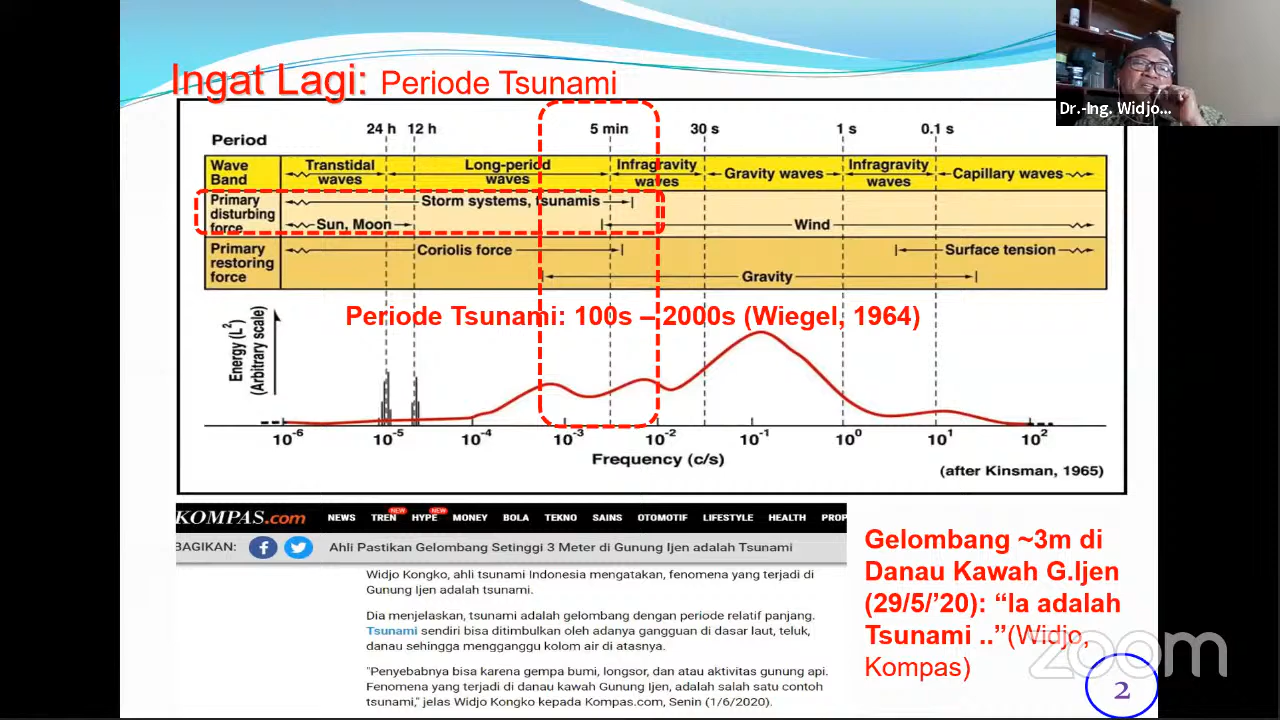 Ingat Lagi: Periode Tsunami
Dr.-Ing. Widjo...
Period 24 h 12 h 5 min 30 s 1 s 0.1 s
Wave Band
Transtidal waves
Long-period waves
Infragravity waves
Gravity waves
Infragravity waves
Capillary waves
Primary disturbing force
Storm systems, tsunamis
Sun, Moon
Wind
Primary restoring force
Coriolis force
Surface tension
Gravity
Periode Tsunami: 100s – 2000s (Wiegel, 1964)
Energy (L²)
(Arbitrary scale)
10⁻⁶ 10⁻⁵ 10⁻⁴ 10⁻³ 10⁻² 10⁻¹ 10⁰ 10¹ 10²
Frequency (c/s)
(after Kinsman, 1965)
KOMPAS.com NEWS TREN NEW HYPE NEW MONEY BOLA TEKNO SAINS OTOMOTIF LIFESTYLE HEALTH PROP
BAGIKAN: Ahli Pastikan Gelombang Setinggi 3 Meter di Gunung Ijen adalah Tsunami
Widjo Kongko, ahli tsunami Indonesia mengatakan, fenomena yang terjadi di
Gunung Ijen adalah tsunami.
Dia menjelaskan, tsunami adalah gelombang dengan periode relatif panjang.
Tsunami sendiri bisa ditimbulkan oleh adanya gangguan di dasar laut, teluk,
danau sehingga mengganggu kolom air di atasnya.
"Penyebabnya bisa karena gempa bumi, longsor, dan atau aktivitas gunung api.
Fenomena yang terjadi di danau kawah Gunung Ijen, adalah salah satu contoh
tsunami," jelas Widjo Kongko kepada Kompas.com, Senin (1/6/2020).
Gelombang ~3m di
Danau Kawah G.Ijen
(29/5/'20): “Ia adalah
Tsunami ..”(Widjo,
Kompas)
zoom
2